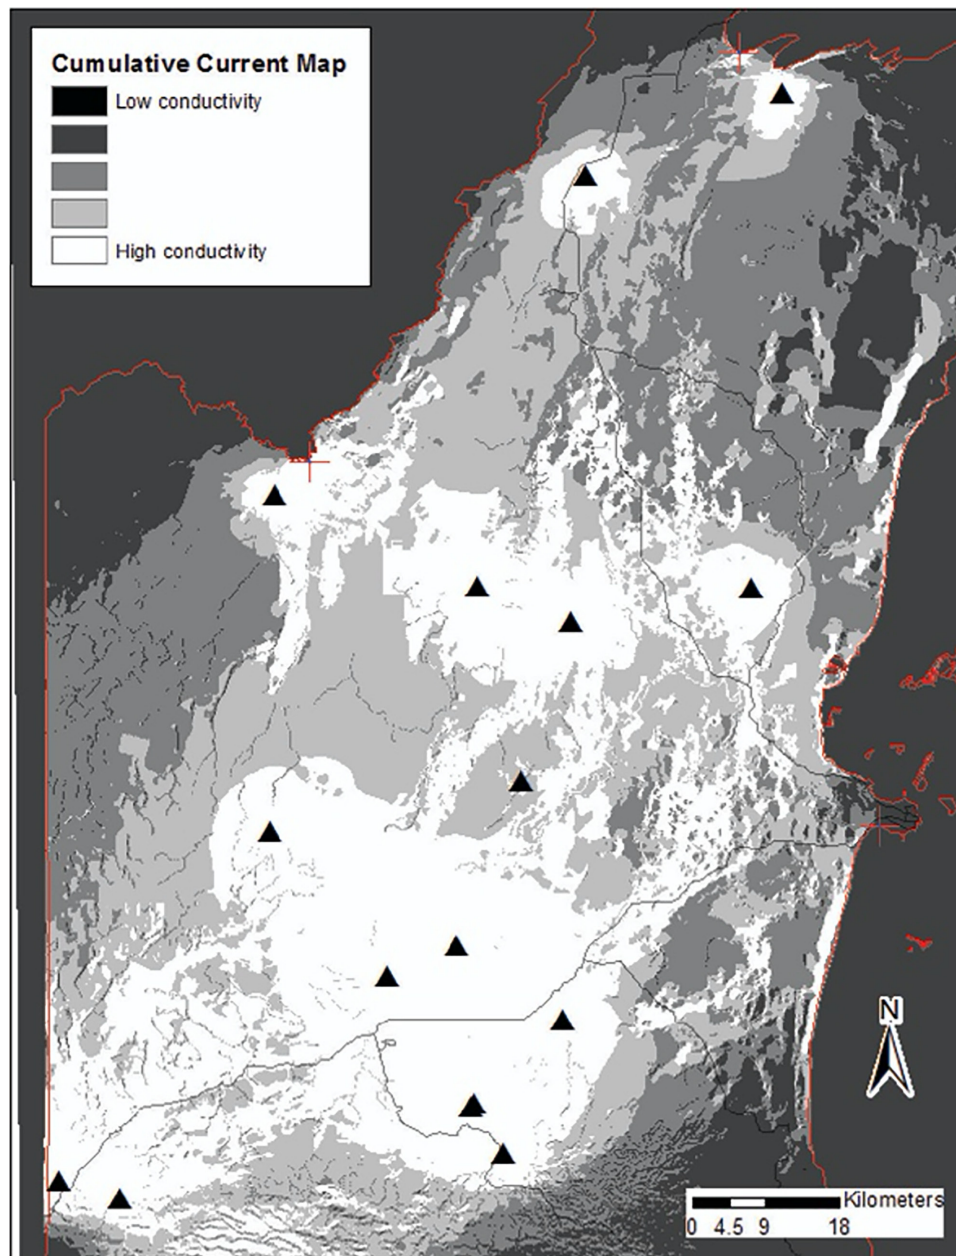 Cumulative Current Map
Low conductivity
High conductivity
N
Kilometers
0 4.5 9 18